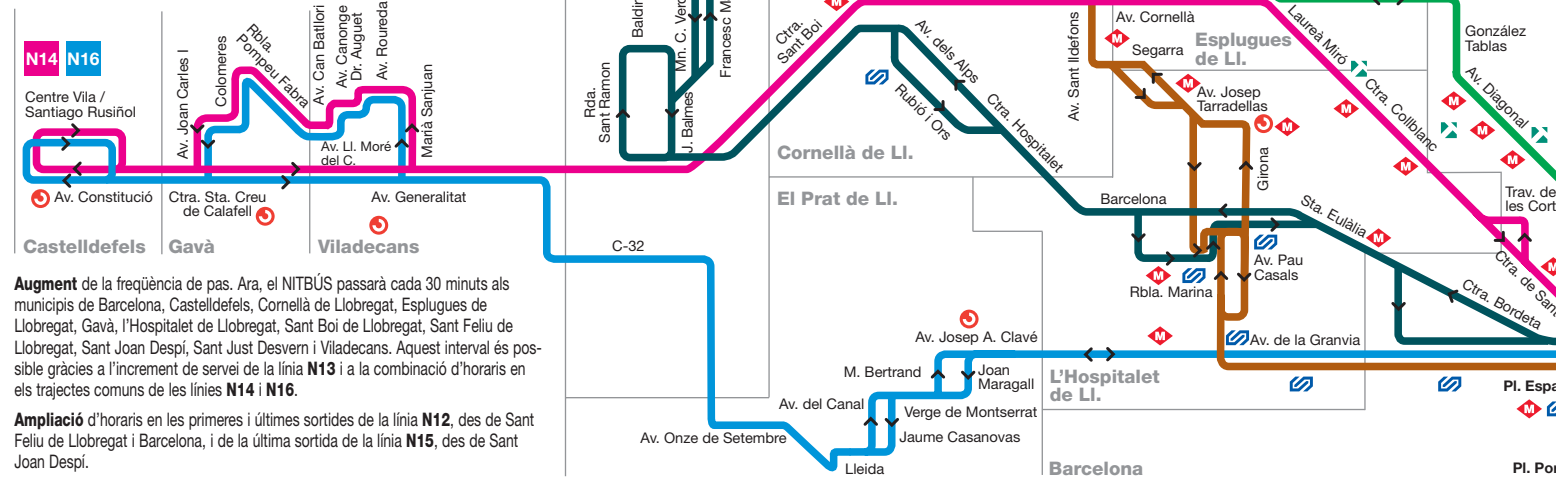 N14 N16
Centre Vila /
Santiago Rusiñol
Av. Joan Carles I
Colomeres
Rbla.
Pompeu Fabra
Av. Can Batllori
Av. Canonge
Dr. Auguet
Av. Roureda
Marià Sanjuan
Av. Ll. Moré
del C.
Av. Constitució
Ctra. Sta. Creu
de Calafell
Av. Generalitat
Castelldefels
Gavà
Viladecans
C-32
Rda.
Sant Ramon
J. Balmes
Ctra.
Sant Boi
Av. dels Alps
Rubió i Ors
Ctra. Hospitalet
Cornellà de Ll.
El Prat de Ll.
Av. Sant Ildefons
Av. Cornellà
Segarra
Esplugues
de Ll.
Av. Josep
Tarradellas
Girona
Laureà Miró
Ctra. Collblanc
González
Tablas
Av. Diagonal
Barcelona
Sta. Eulàlia
Av. Pau
Casals
Rbla. Marina
Ctra. Bordeta
Av. de la Granvia
L'Hospitalet
de Ll.
Av. Josep A. Clavé
M. Bertrand
Joan
Maragall
Av. del Canal
Verge de Montserrat
Av. Onze de Setembre
Jaume Casanovas
Lleida
Barcelona
Augment de la freqüència de pas. Ara, el NITBÚS passarà cada 30 minuts als
municipis de Barcelona, Castelldefels, Cornellà de Llobregat, Esplugues de
Llobregat, Gavà, l'Hospitalet de Llobregat, Sant Boi de Llobregat, Sant Feliu de
Llobregat, Sant Joan Despí, Sant Just Desvern i Viladecans. Aquest interval és pos-
sible gràcies a l'increment de servei de la línia N13 i a la combinació d'horaris en
els trajectes comuns de les línies N14 i N16.
Ampliació d'horaris en les primeres i últimes sortides de la línia N12, des de Sant
Feliu de Llobregat i Barcelona, i de la última sortida de la línia N15, des de Sant
Joan Despí.